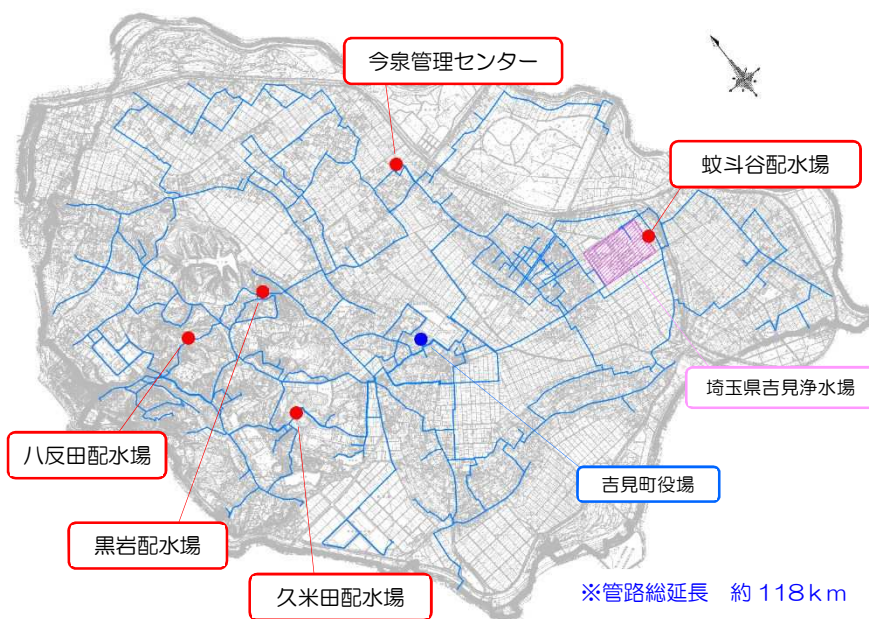 今泉管理センター
蚊斗谷配水場
埼玉県吉見浄水場
八反田配水場
吉見町役場
黒岩配水場
久米田配水場
※管路総延長 約118km